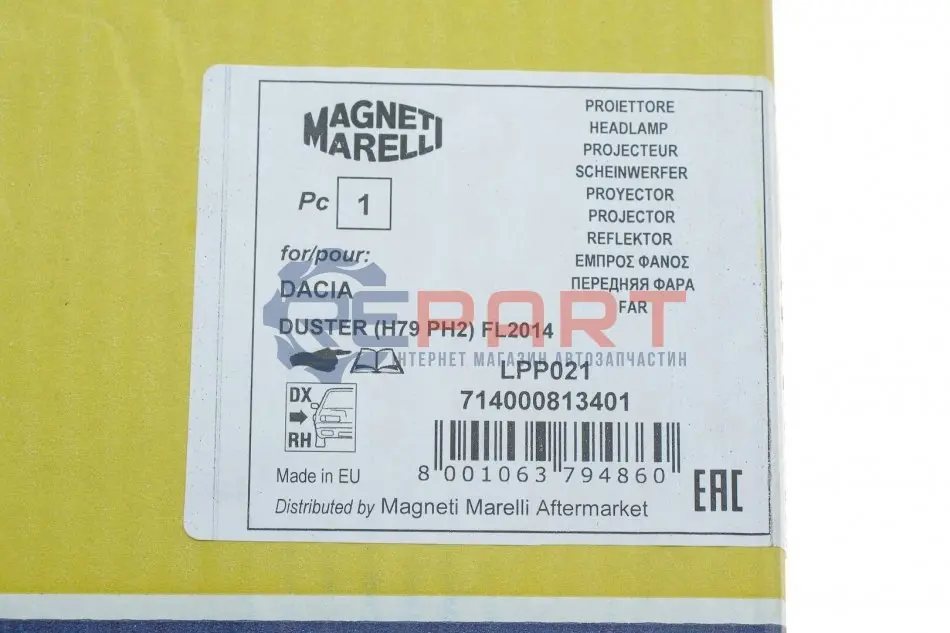 MAGNETI
MARELLI
Pc 1
for/pour:
DACIA
DUSTER (H79 PH2) FL2014
PROIETTORE
HEADLAMP
PROJECTEUR
SCHEINWERFER
PROYECTOR
PROJECTOR
REFLEKTOR
ΕΜΠΡΟΣ ΦΑΝΟΣ
ПЕРЕДНЯЯ ФАРА
FAR
REPART
ІНТЕРНЕТ МАГАЗИН АВТОЗАПЧАСТИН
LPP021
714000813401
DX
RH
8 001063 794860
Made in EU
Distributed by Magneti Marelli Aftermarket
EAC